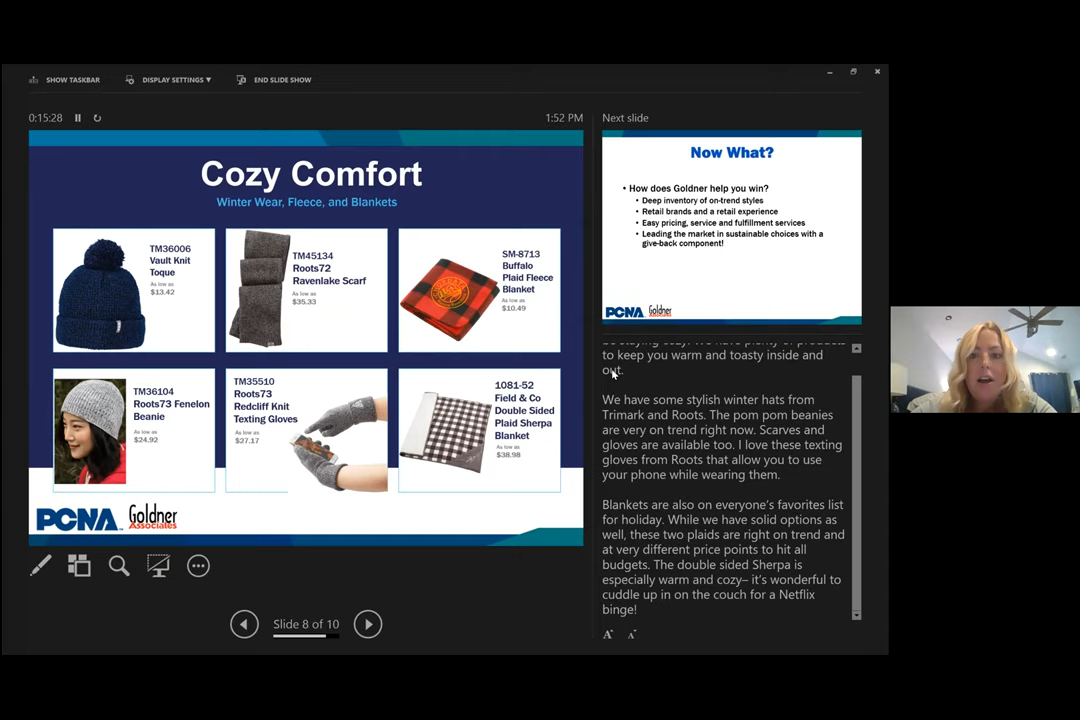 SHOW TASKBAR
DISPLAY SETTINGS ▼
END SLIDE SHOW
0:15:28
1:52 PM
Next slide
Cozy Comfort
Winter Wear, Fleece, and Blankets
TM36006
Vault Knit
Toque
As low as
$13.42
TM45134
Roots72
Ravenlake Scarf
As low as
$35.33
SM-8713
Buffalo
Plaid Fleece
Blanket
As low as
$10.49
TM36104
Roots73 Fenelon
Beanie
As low as
$24.92
TM35510
Roots73
Redcliff Knit
Texting Gloves
As low as
$27.17
1081-52
Field & Co
Double Sided
Plaid Sherpa
Blanket
As low as
$38.98
PCNA
Goldner
Associates
Slide 8 of 10
Now What?
• How does Goldner help you win?
• Deep inventory of on-trend styles
• Retail brands and a retail experience
• Easy pricing, service and fulfillment services
• Leading the market in sustainable choices with a
give-back component!
PCNA
Goldner
Associates
be staying cozy! We have plenty of products
to keep you warm and toasty inside and
out.
We have some stylish winter hats from
Trimark and Roots. The pom pom beanies
are very on trend right now. Scarves and
gloves are available too. I love these texting
gloves from Roots that allow you to use
your phone while wearing them.
Blankets are also on everyone's favorites list
for holiday. While we have solid options as
well, these two plaids are right on trend and
at very different price points to hit all
budgets. The double sided Sherpa is
especially warm and cozy– it's wonderful to
cuddle up in on the couch for a Netflix
binge!
A A